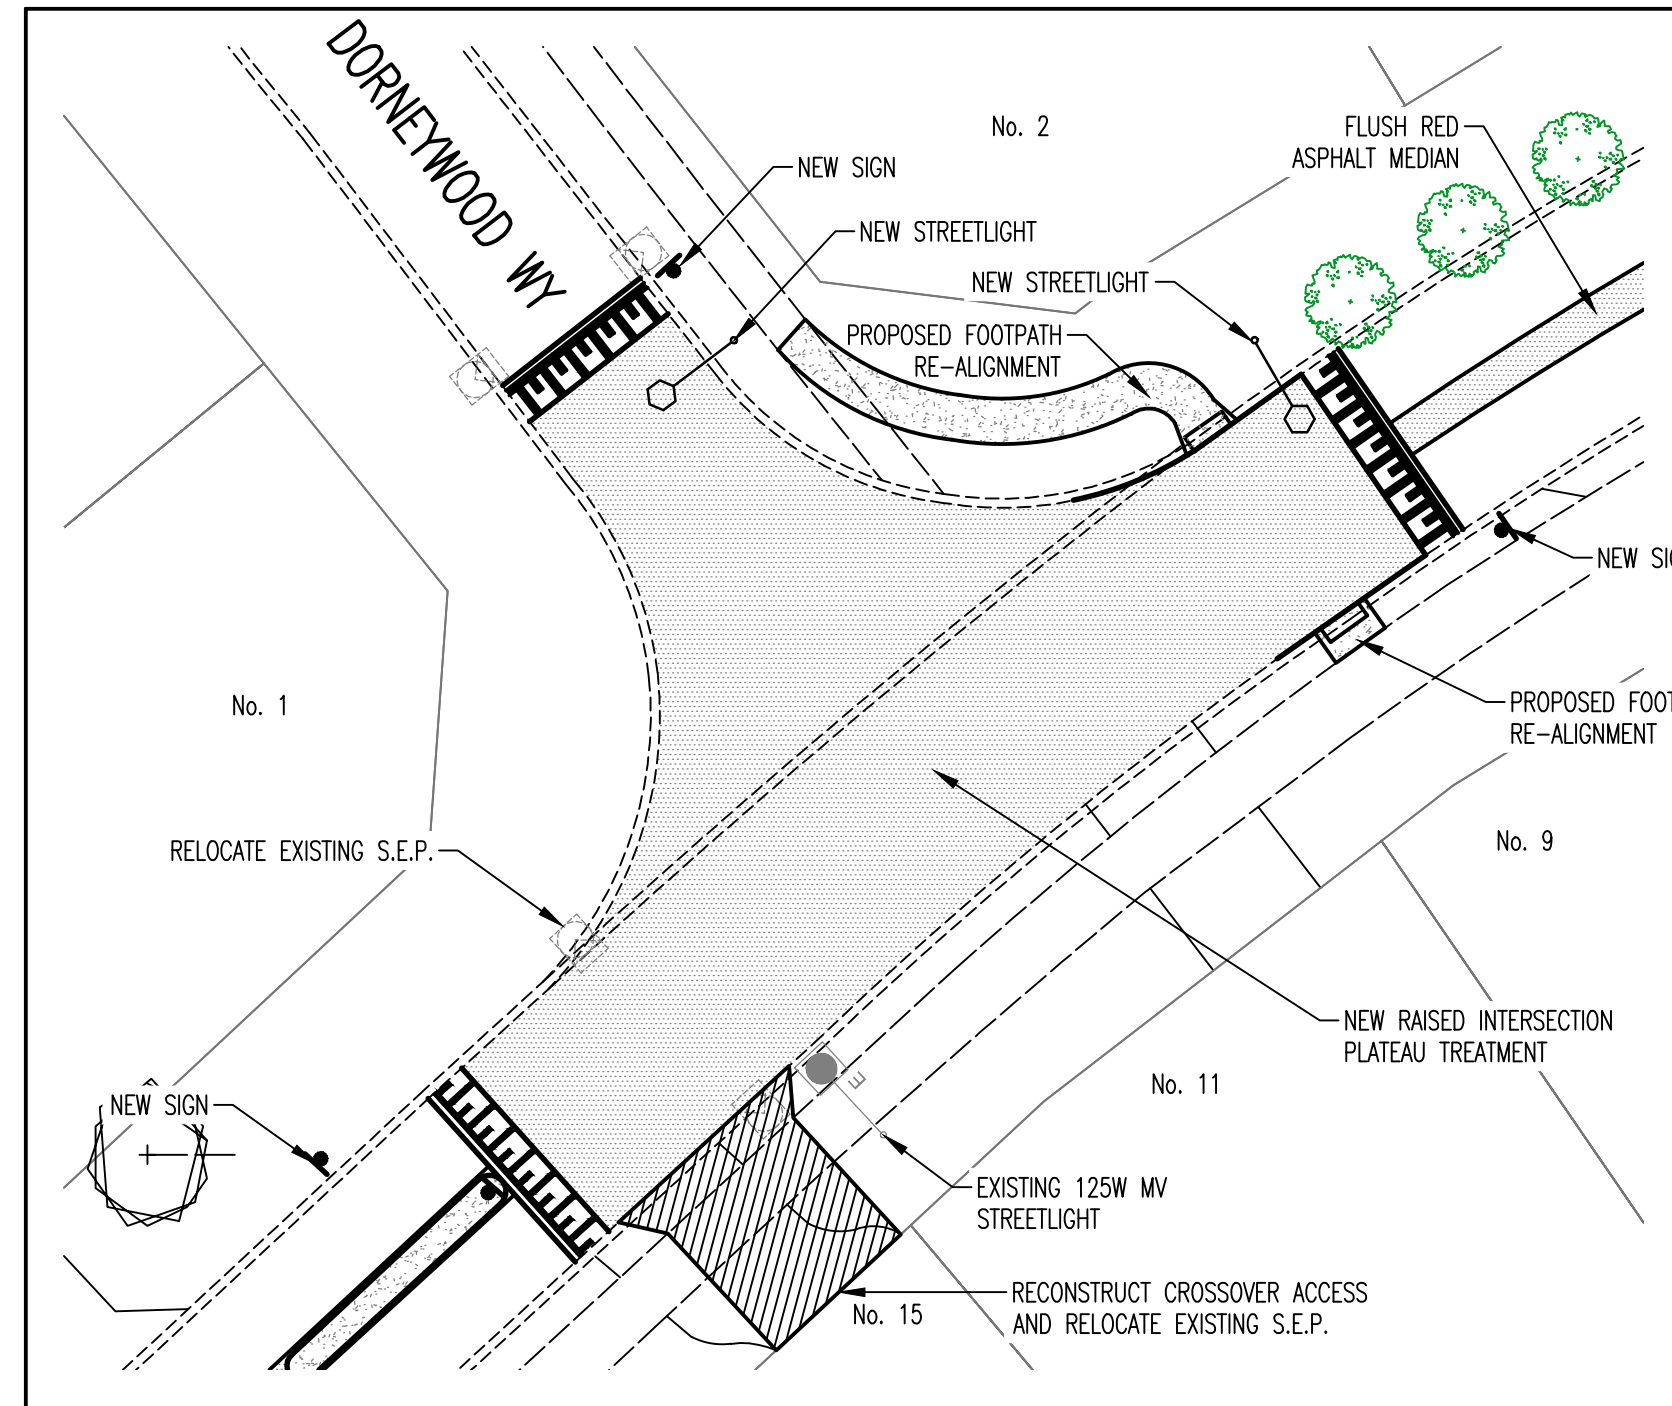 DORNEYWOOD WY
No. 2
FLUSH RED
ASPHALT MEDIAN
NEW SIGN
NEW STREETLIGHT
NEW STREETLIGHT
PROPOSED FOOTPATH
RE-ALIGNMENT
NEW
No. 1
PROPOSED
RE-ALIGNMENT
No. 9
RELOCATE EXISTING S.E.P.
NEW RAISED INTERSECTION
PLATEAU TREATMENT
No. 11
NEW SIGN
E
EXISTING 125W MV
STREETLIGHT
RECONSTRUCT CROSSOVER ACCESS
AND RELOCATE EXISTING S.E.P.
No. 15